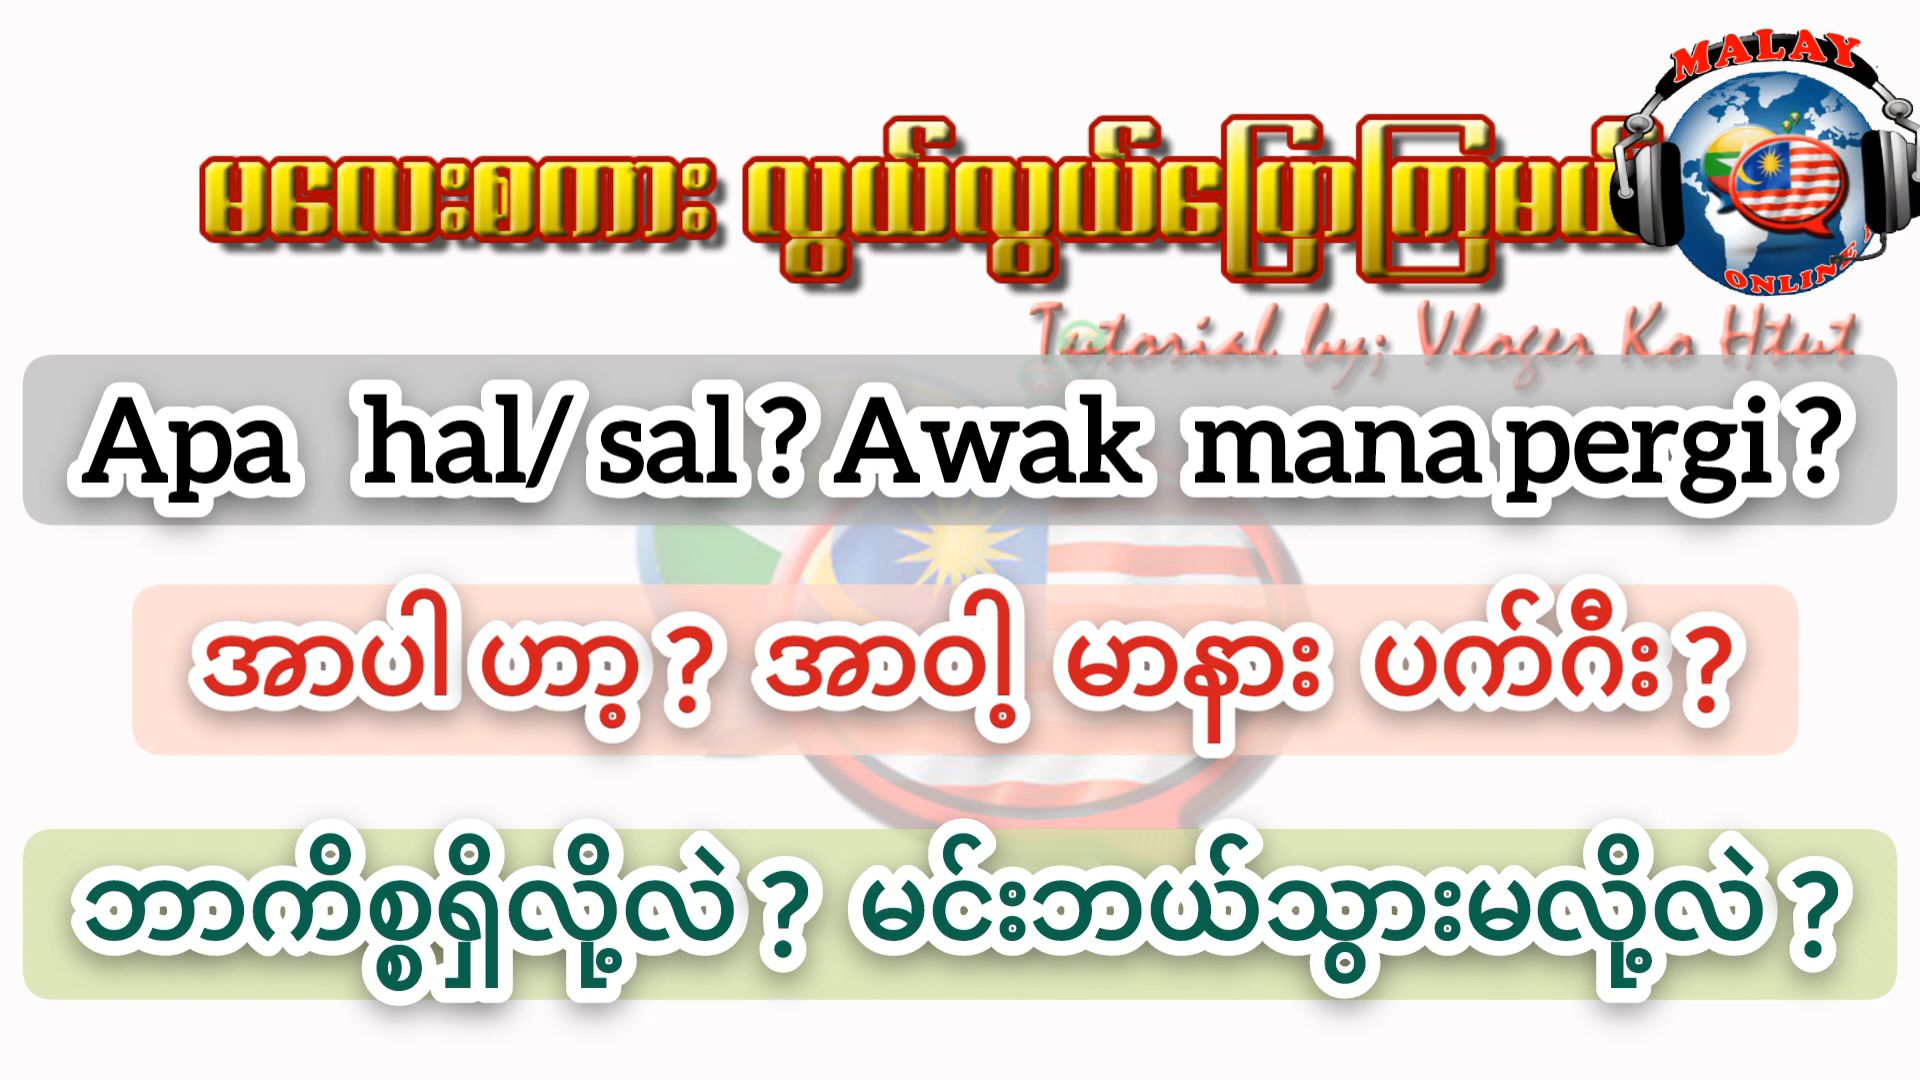 MALAY
မလေးစကား လွယ်လွယ်ပြောကြမယ်
ONLINE
Tutorial by; Vloger Ko Htut
Apa hal/ sal ? Awak mana pergi ?
အာပါ ဟာ့ ? အာဝါ့ မာနား ပက်ဂီး ?
ဘာကိစ္စရှိလို့လဲ ? မင်းဘယ်သွားမလို့လဲ ?